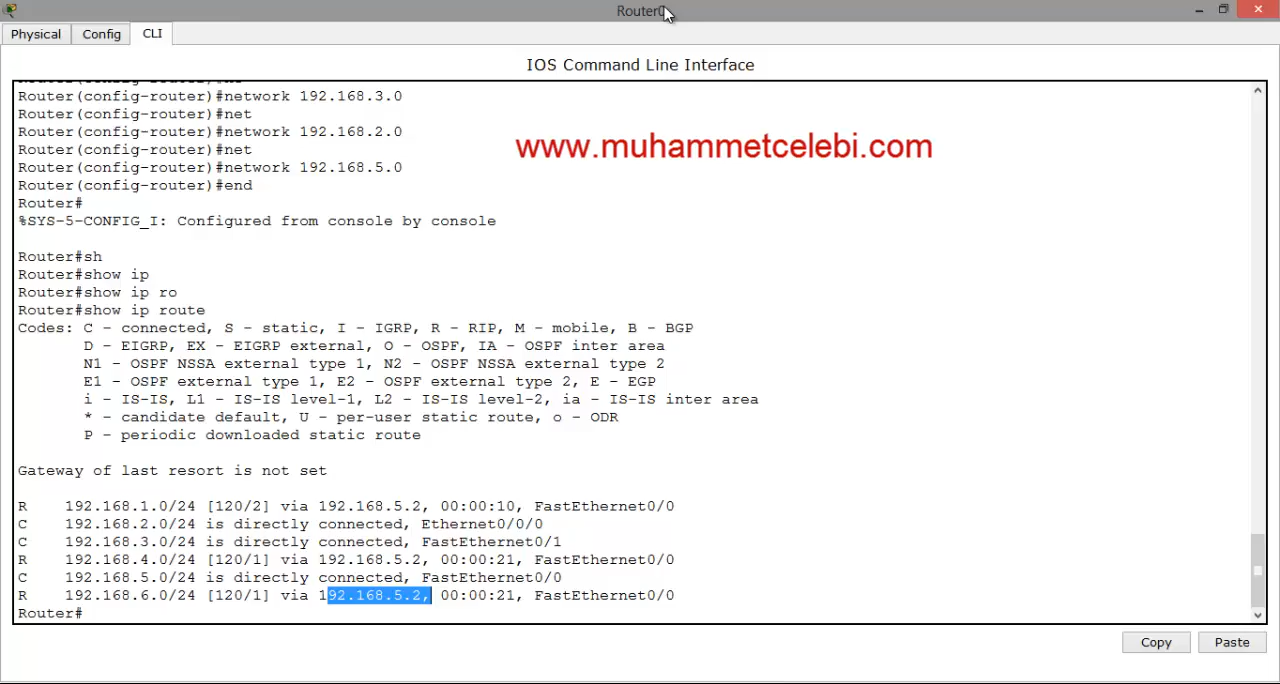 Router0
Physical
Config
CLI
IOS Command Line Interface
Router(config-router)#network 192.168.3.0
Router(config-router)#net
Router(config-router)#network 192.168.2.0
Router(config-router)#net
Router(config-router)#network 192.168.5.0
Router(config-router)#end
Router#
%SYS-5-CONFIG_I: Configured from console by console
www.muhammetcelebi.com
Router#sh
Router#show ip
Router#show ip ro
Router#show ip route
Codes: C - connected, S - static, I - IGRP, R - RIP, M - mobile, B - BGP
D - EIGRP, EX - EIGRP external, O - OSPF, IA - OSPF inter area
N1 - OSPF NSSA external type 1, N2 - OSPF NSSA external type 2
E1 - OSPF external type 1, E2 - OSPF external type 2, E - EGP
i - IS-IS, L1 - IS-IS level-1, L2 - IS-IS level-2, ia - IS-IS inter area
* - candidate default, U - per-user static route, o - ODR
P - periodic downloaded static route
Gateway of last resort is not set
R 192.168.1.0/24 [120/2] via 192.168.5.2, 00:00:10, FastEthernet0/0
C 192.168.2.0/24 is directly connected, Ethernet0/0/0
C 192.168.3.0/24 is directly connected, FastEthernet0/1
R 192.168.4.0/24 [120/1] via 192.168.5.2, 00:00:21, FastEthernet0/0
C 192.168.5.0/24 is directly connected, FastEthernet0/0
R 192.168.6.0/24 [120/1] via 192.168.5.2, 00:00:21, FastEthernet0/0
Router#
Copy
Paste